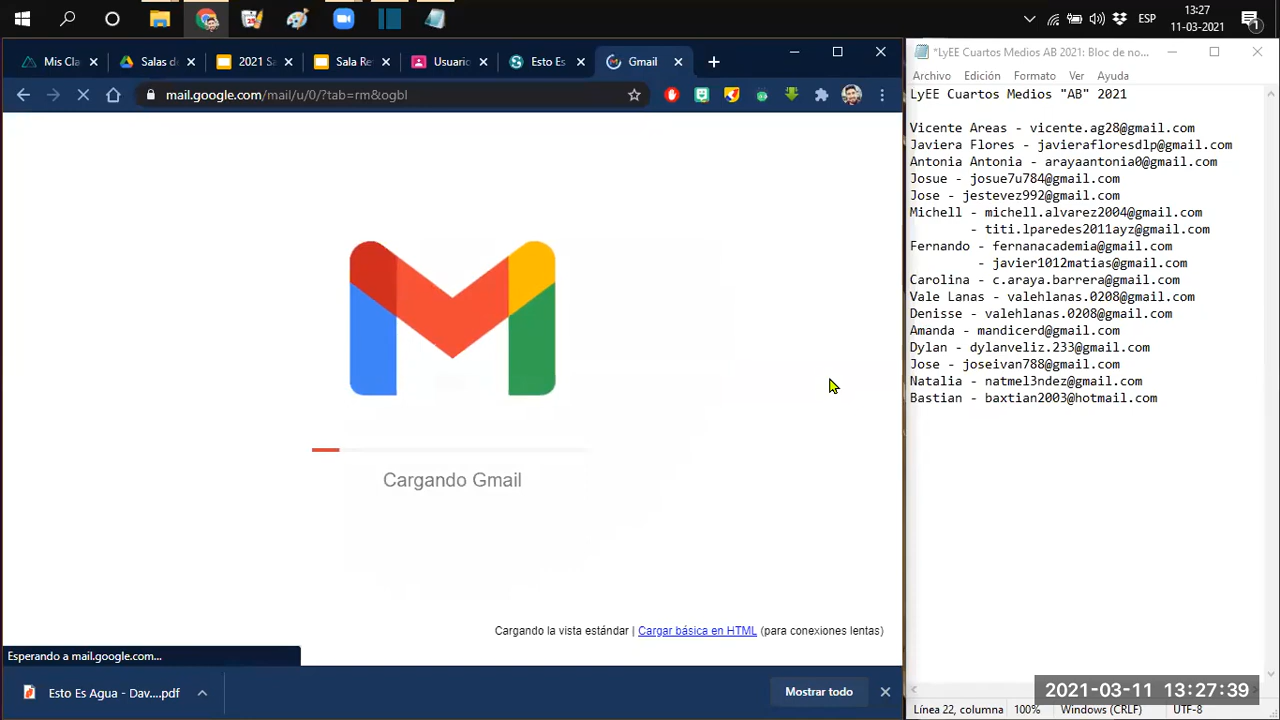 13:27
ESP
11-03-2021
1
Mis Cla
Salas d
2021 S
Sala Re
Usuari
Esto Es
Gmail
mail.google.com/mail/u/0/?tab=rm&ogbl
Cargando Gmail
Cargando la vista estándar | Cargar básica en HTML (para conexiones lentas)
Esperando a mail.google.com...
Esto Es Agua - Dav....pdf
Mostrar todo
*LyEE Cuartos Medios AB 2021: Bloc de no...
Archivo Edición Formato Ver Ayuda
LyEE Cuartos Medios "AB" 2021
Vicente Areas - vicente.ag28@gmail.com
Javiera Flores - javierafloresdlp@gmail.com
Antonia Antonia - arayaantonia0@gmail.com
Josue - josue7u784@gmail.com
Jose - jestevez992@gmail.com
Michell - michell.alvarez2004@gmail.com
- titi.lparedes2011ayz@gmail.com
Fernando - fernanacademia@gmail.com
- javier1012matias@gmail.com
Carolina - c.araya.barrera@gmail.com
Vale Lanas - valehlanas.0208@gmail.com
Denisse - valehlanas.0208@gmail.com
Amanda - mandicerd@gmail.com
Dylan - dylanveliz.233@gmail.com
Jose - joseivan788@gmail.com
Natalia - natmel3ndez@gmail.com
Bastian - baxtian2003@hotmail.com
2021-03-11 13:27:39
Línea 22, columna 100% Windows (CRLF) UTF-8